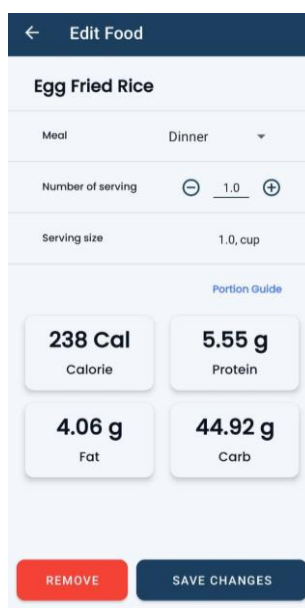 Edit Food
Egg Fried Rice
Meal Dinner
Number of serving 1.0
Serving size 1.0, cup
Portion Guide
238 Cal 5.55 g
Calorie Protein
4.06 g 44.92 g
Fat Carb
REMOVE SAVE CHANGES